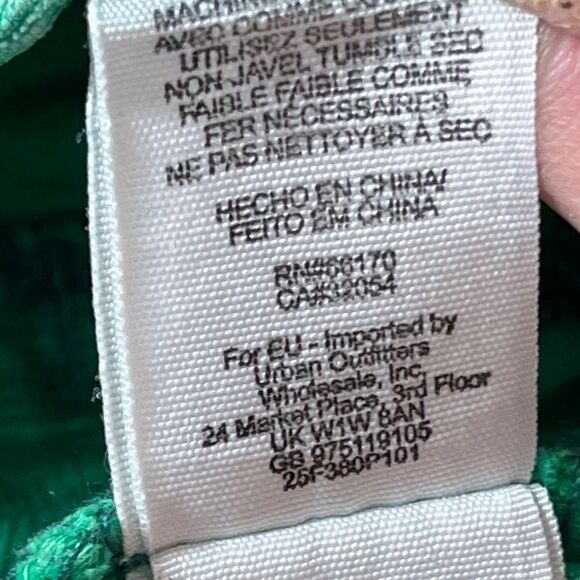 MACHINE
AVEC COMME
UTILISEZ SEULEMENT
NON-JAVEL TUMBLE SEC
FAIBLE FAIBLE COMME
FER NÉCESSAIRES
NE PAS NETTOYER À SEC
HECHO EN CHINA/
FEITO EM CHINA
RN#66170
CA#32054
For EU - Imported by
Urban Outfitters
Wholesale, Inc.
24 Market Place, 3rd Floor
UK W1W 8AN
GB 975119105
25F380P101